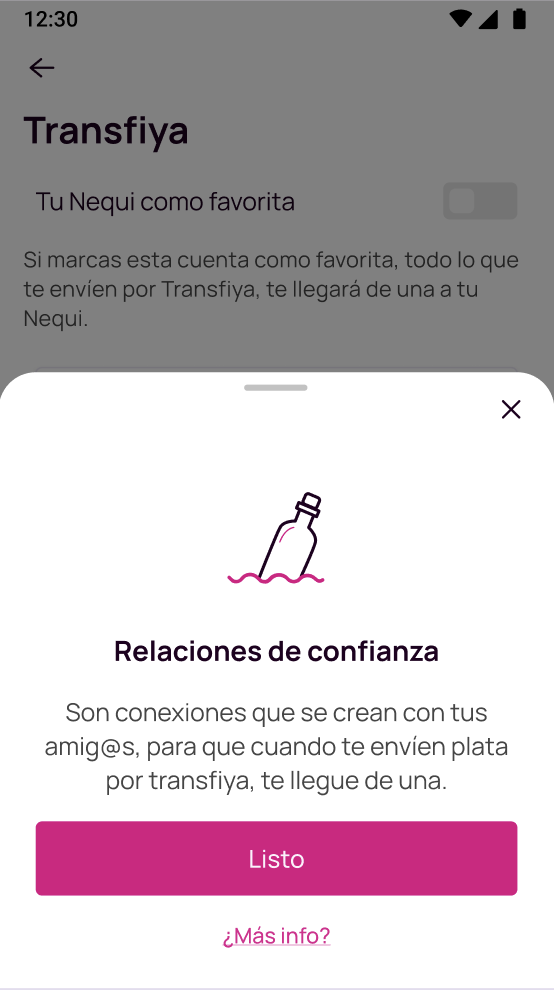 12:30
Transfiya
Tu Nequi como favorita
Si marcas esta cuenta como favorita, todo lo que
te envíen por Transfiya, te llegará de una a tu
Nequi.
Relaciones de confianza
Son conexiones que se crean con tus
amig@s, para que cuando te envíen plata
por transfiya, te llegue de una.
Listo
¿Más info?